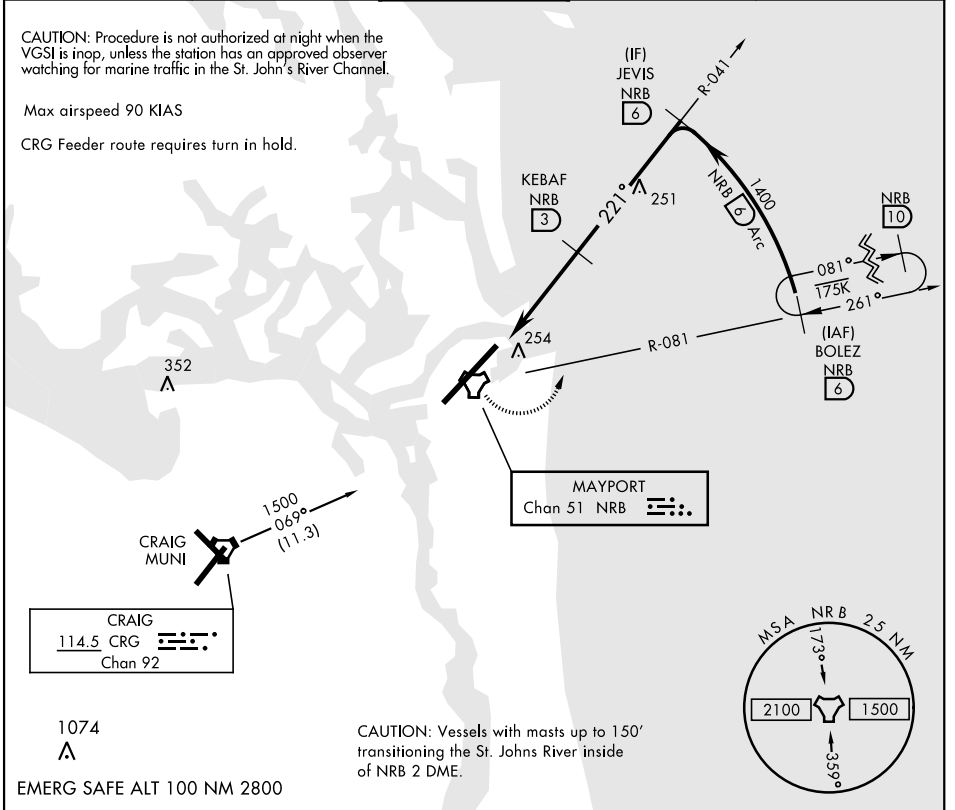 CAUTION: Procedure is not authorized at night when the
VGSI is inop, unless the station has an approved observer
watching for marine traffic in the St. John's River Channel.
Max airspeed 90 KIAS
CRG Feeder route requires turn in hold.
(IF)
JEVIS
NRB
6
R-041
KEBAF
NRB
3
221°
251
1400
NRB 6 Arc
NRB
10
081°
175K
261°
(IAF)
BOLEZ
NRB
6
R-081
254
352
MAYPORT
Chan 51 NRB
1500
069°
(11.3)
CRAIG
MUNI
CRAIG
114.5 CRG
Chan 92
MSA NRB 25 NM
173°
2100
1500
359°
1074
CAUTION: Vessels with masts up to 150'
transitioning the St. Johns River inside
of NRB 2 DME.
EMERG SAFE ALT 100 NM 2800